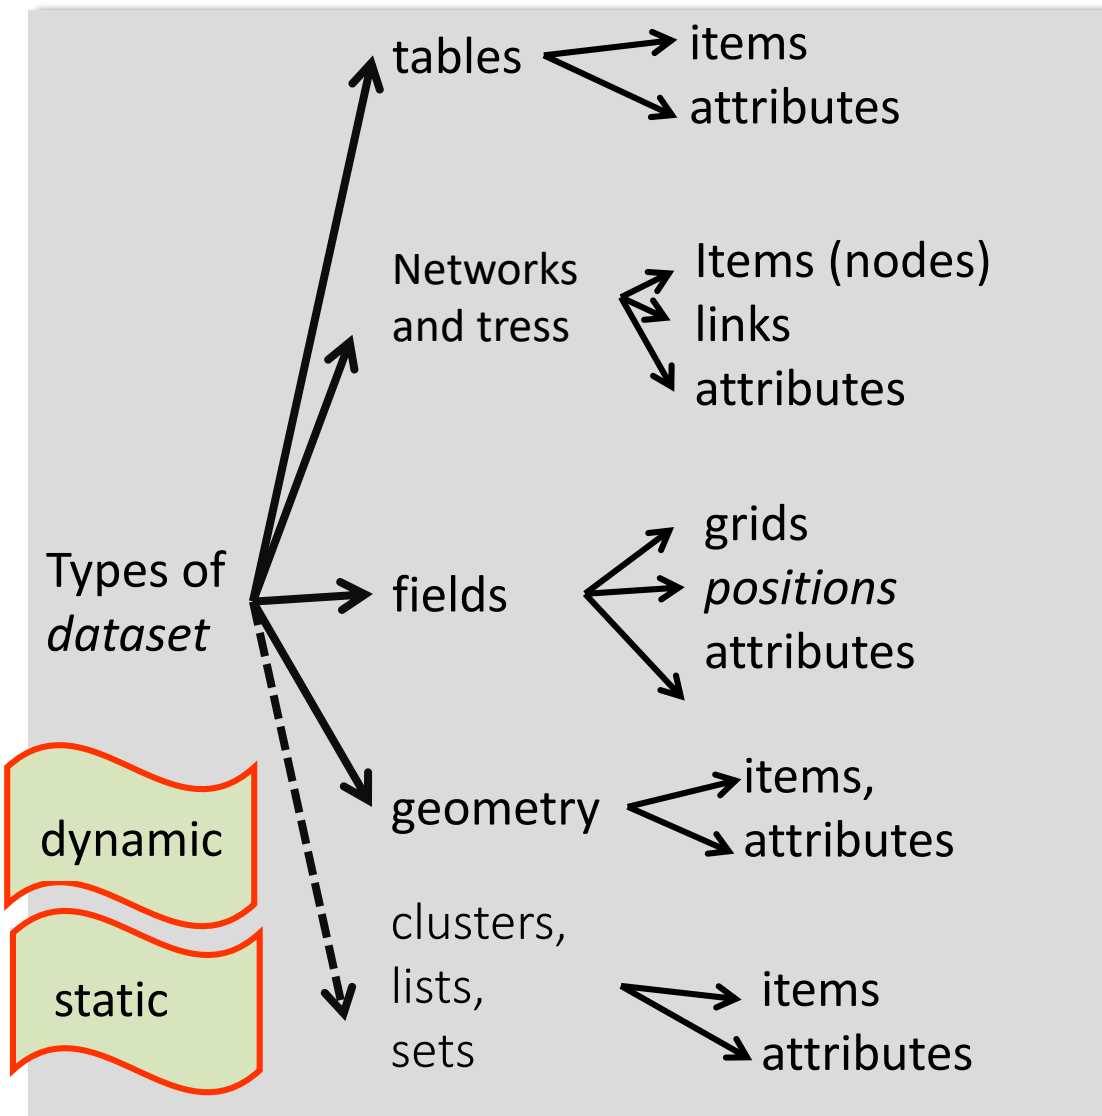 tables
items
attributes
Networks
and tress
Items (nodes)
links
attributes
Types of
dataset
fields
grids
positions
attributes
geometry
items,
attributes
dynamic
static
clusters,
lists,
sets
items
attributes